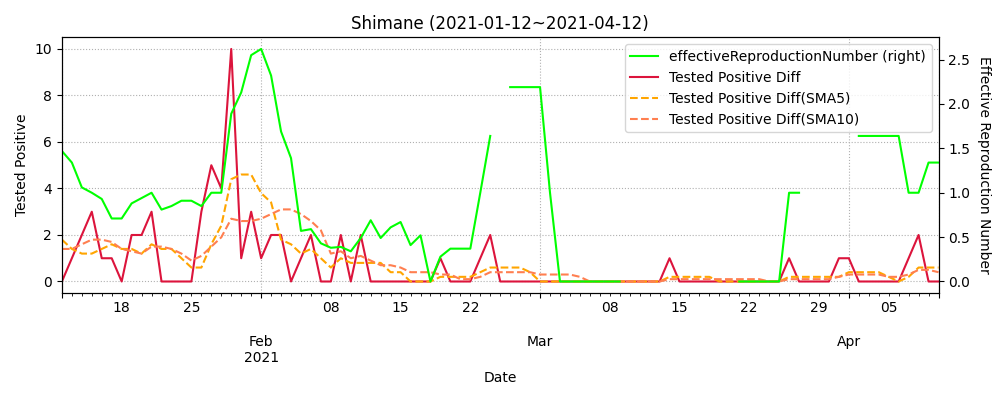 Shimane (2021-01-12~2021-04-12)
effectiveReproductionNumber (right)
Tested Positive Diff
Tested Positive Diff(SMA5)
Tested Positive Diff(SMA10)
Tested Positive
10
8
6
4
2
0
Effective Reproduction Number
2.5
2.0
1.5
1.0
0.5
0.0
18 25 08 15 22 08 15 22 29 05
Feb Mar Apr
2021
Date